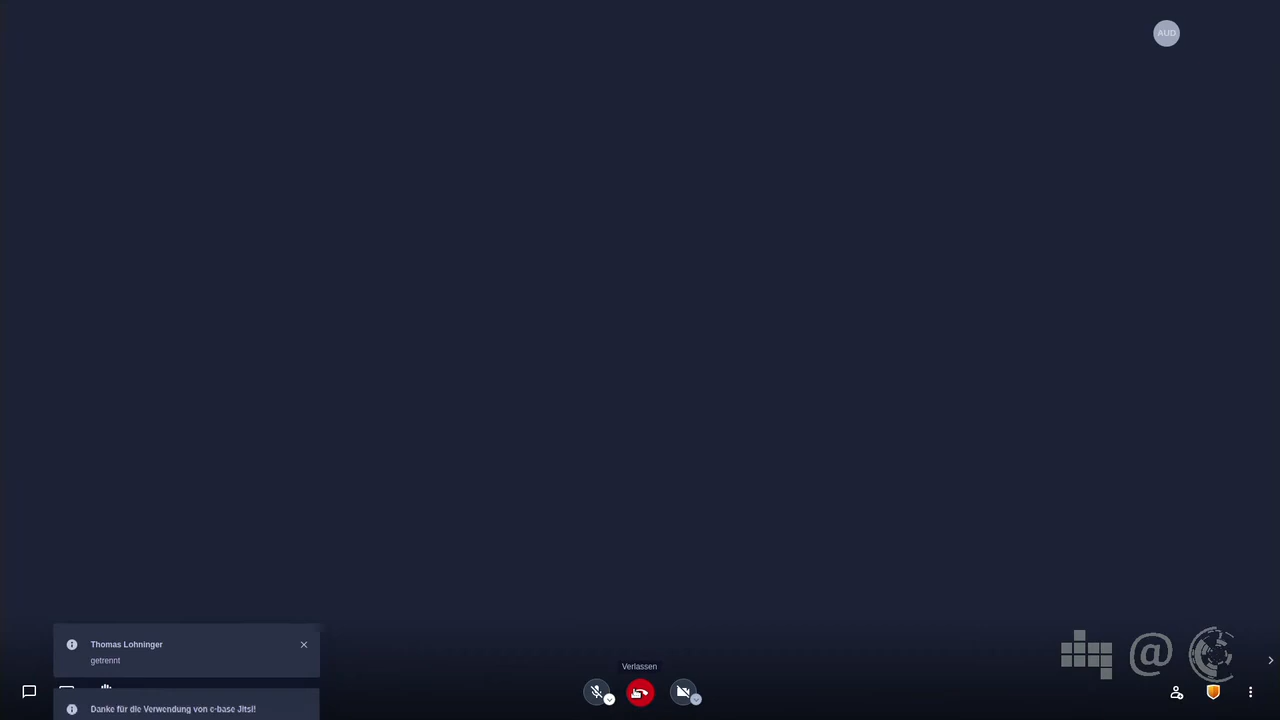 AUD
Thomas Lohninger
getrennt
Verlassen
@
Danke für die Verwendung von c-base Jitsi!